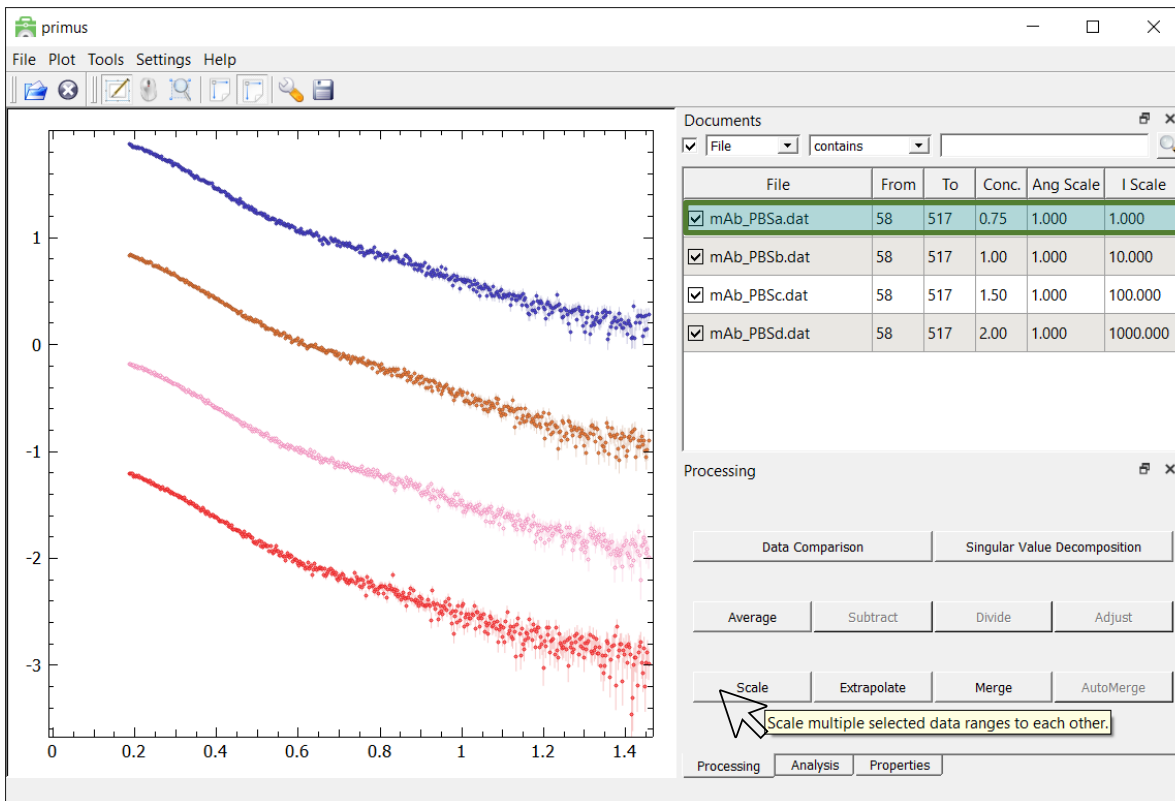 primus
File Plot Tools Settings Help
Documents
File contains
File From To Conc. Ang Scale I Scale
mAb_PBSa.dat 58 517 0.75 1.000 1.000
mAb_PBSb.dat 58 517 1.00 1.000 10.000
mAb_PBSc.dat 58 517 1.50 1.000 100.000
mAb_PBSd.dat 58 517 2.00 1.000 1000.000
1
0
-1
-2
-3
0 0.2 0.4 0.6 0.8 1 1.2 1.4
Processing
Data Comparison Singular Value Decomposition
Average Subtract Divide Adjust
Scale Extrapolate Merge AutoMerge
Scale multiple selected data ranges to each other.
Processing Analysis Properties